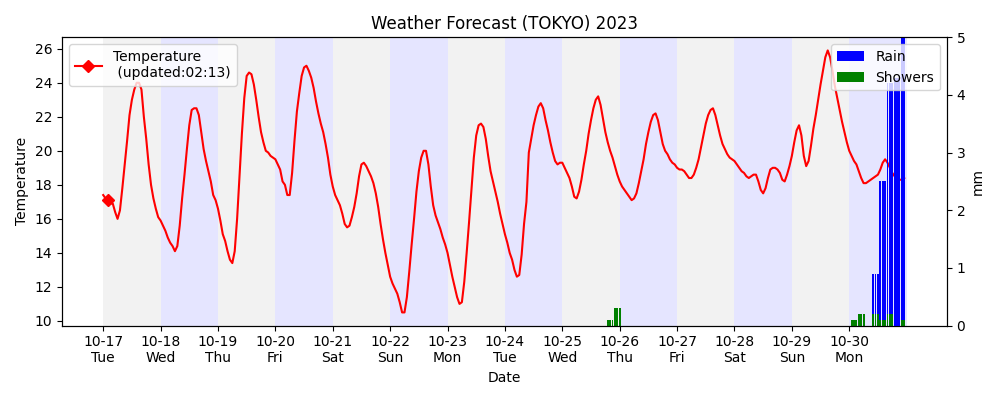 Weather Forecast (TOKYO) 2023
Temperature
(updated:02:13)
Rain
Showers
Temperature
26
24
22
20
18
16
14
12
10
5
4
3
2
1
0
mm
10-17 10-18 10-19 10-20 10-21 10-22 10-23 10-24 10-25 10-26 10-27 10-28 10-29 10-30
Tue Wed Thu Fri Sat Sun Mon Tue Wed Thu Fri Sat Sun Mon
Date